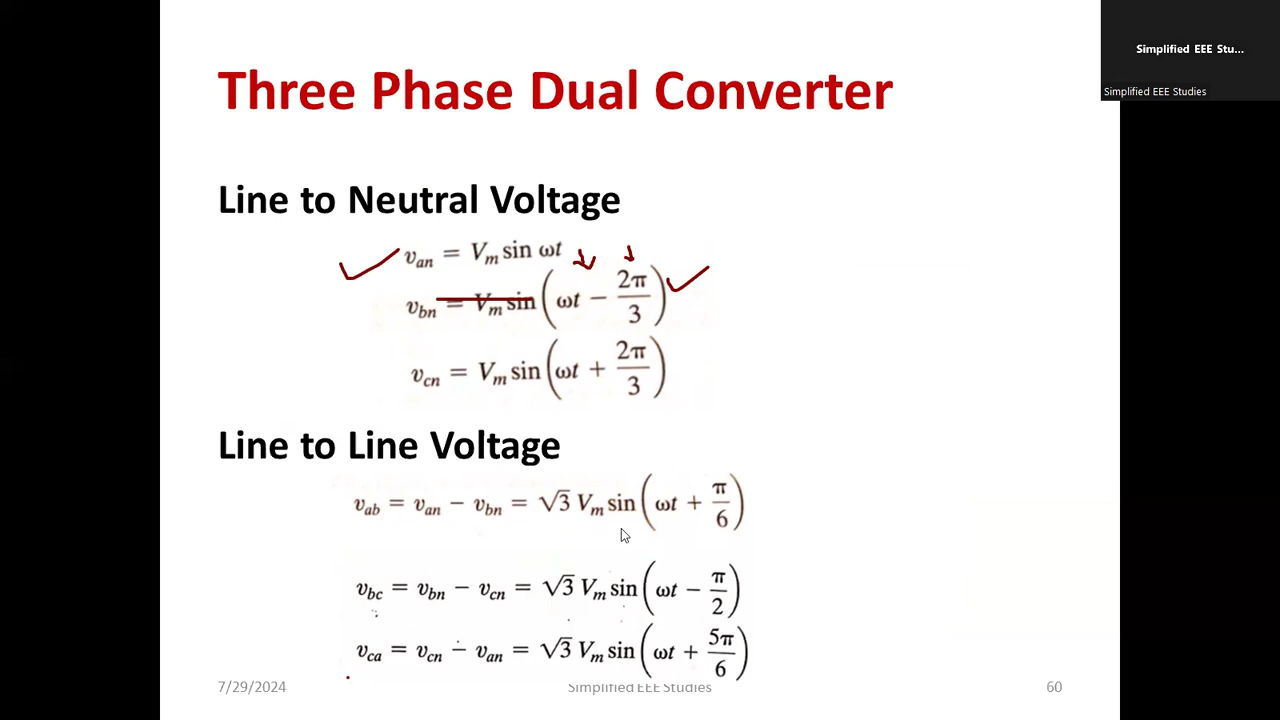 Simplified EEE Stu...
Simplified EEE Studies
Three Phase Dual Converter
Line to Neutral Voltage
v_an = V_m sin ωt
v_bn = V_m sin (ωt − 2π/3)
v_cn = V_m sin (ωt + 2π/3)
Line to Line Voltage
v_ab = v_an − v_bn = √3 V_m sin (ωt + π/6)
v_bc = v_bn − v_cn = √3 V_m sin (ωt − π/2)
v_ca = v_cn − v_an = √3 V_m sin (ωt + 5π/6)
7/29/2024
Simplified EEE Studies
60